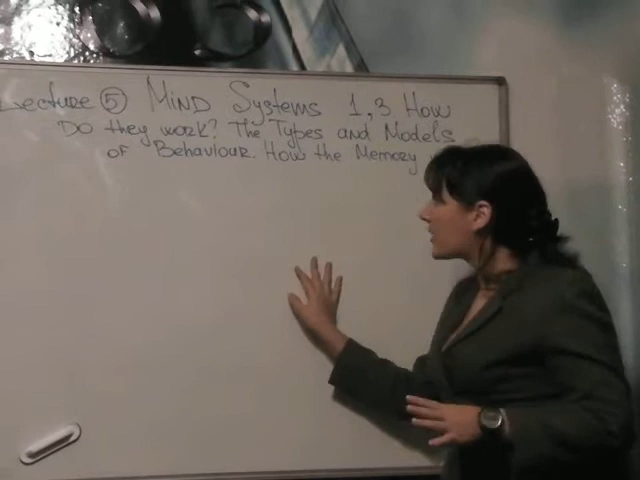 Lecture 5 Mind Systems 1,3 How
Do they work? The Types and Models
of Behaviour. How the Memory